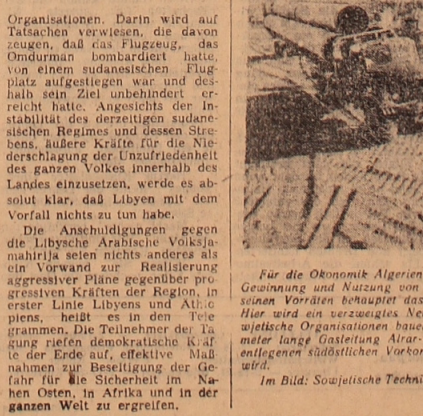 Organisationen. Darin wird auf
Tatsachen verwiesen, die davon
zeugen, daß das Flugzeug, das
Omdurman bombardiert hatte,
von einem sudanesischen Flug-
platz aufgestiegen war und des-
halb sein Ziel unbehindert er-
reicht hatte. Angesichts der In-
stabilität des derzeitigen sudane-
sischen Regimes und dessen Stre-
bens, äußere Kräfte für die Nie-
derschlagung der Unzufriedenheit
des ganzen Volkes innerhalb des
Landes einzusetzen, werde es ab-
solut klar, daß Libyen mit dem
Vorfall nichts zu tun habe.
Die Anschuldigungen gegen
die Libysche Arabische Volksja-
mahirija seien nichts anderes als
ein Vorwand zur Realisierung
aggressiver Pläne gegenüber pro-
gressiven Kräften der Region, in
erster Linie Libyens und Äthio
piens, heißt es in den Tele
grammen. Die Teilnehmer der Ta
gung riefen demokratische Kräf
te der Erde auf, effektive Maß
nahmen zur Beseitigung der Ge-
fahr für die Sicherheit im Na-
hen Osten, in Afrika und in der
ganzen Welt zu ergreifen.
Für die Ökonomik Algerien
Gewinnung und Nutzung von
seinen Vorräten behauptet das
Hier wird ein verzweigtes Ne
wjetische Organisationen baue
meter lange Gasleitung Alrar-
entlegenen südöstlichen Vorkor
wird.
Im Bild: Sowjetische Techni